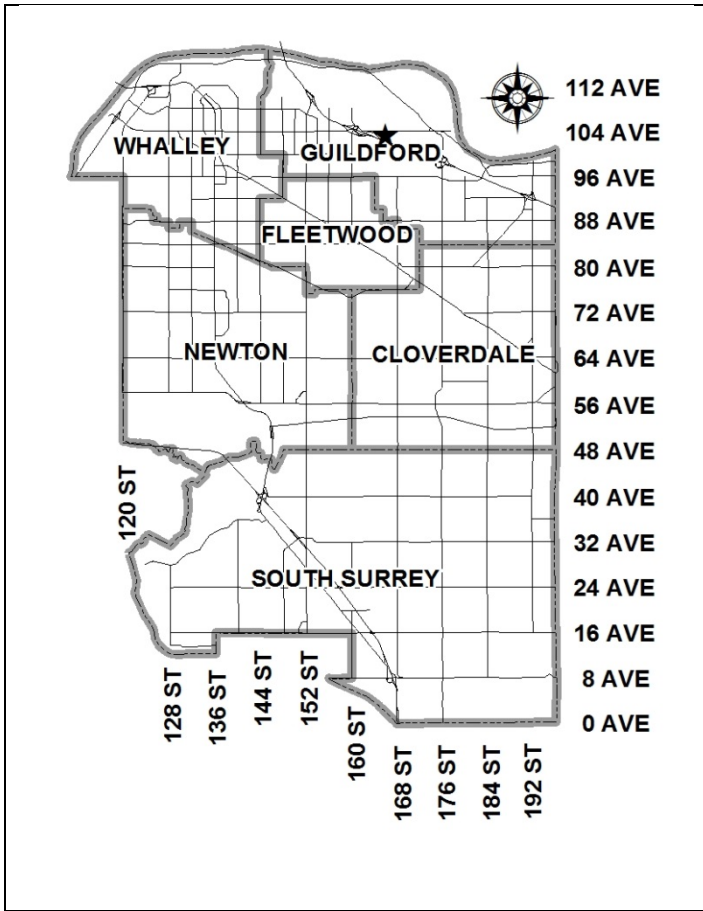 112 AVE
104 AVE
WHALLEY
GUILDFORD
96 AVE
88 AVE
FLEETWOOD
80 AVE
72 AVE
NEWTON
CLOVERDALE
64 AVE
56 AVE
48 AVE
120 ST
40 AVE
32 AVE
SOUTH SURREY
24 AVE
16 AVE
128 ST
136 ST
144 ST
152 ST
160 ST
8 AVE
0 AVE
168 ST
176 ST
184 ST
192 ST